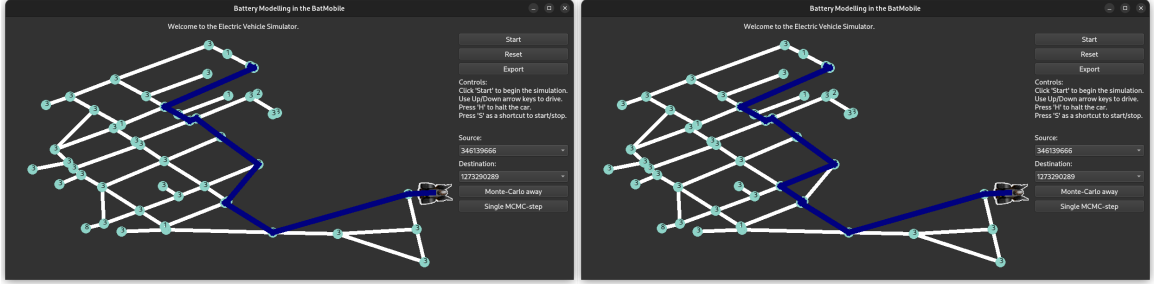 Battery Modelling in the BatMobile
Welcome to the Electric Vehicle Simulator.
Start
Reset
Export
Controls:
Click 'Start' to begin the simulation.
Use Up/Down arrow keys to drive.
Press 'H' to halt the car.
Press 'S' as a shortcut to start/stop.
Source:
346139666
Destination:
1273290289
Monte-Carlo away
Single MCMC-step
Battery Modelling in the BatMobile
Welcome to the Electric Vehicle Simulator.
Start
Reset
Export
Controls:
Click 'Start' to begin the simulation.
Use Up/Down arrow keys to drive.
Press 'H' to halt the car.
Press 'S' as a shortcut to start/stop.
Source:
346139666
Destination:
1273290289
Monte-Carlo away
Single MCMC-step